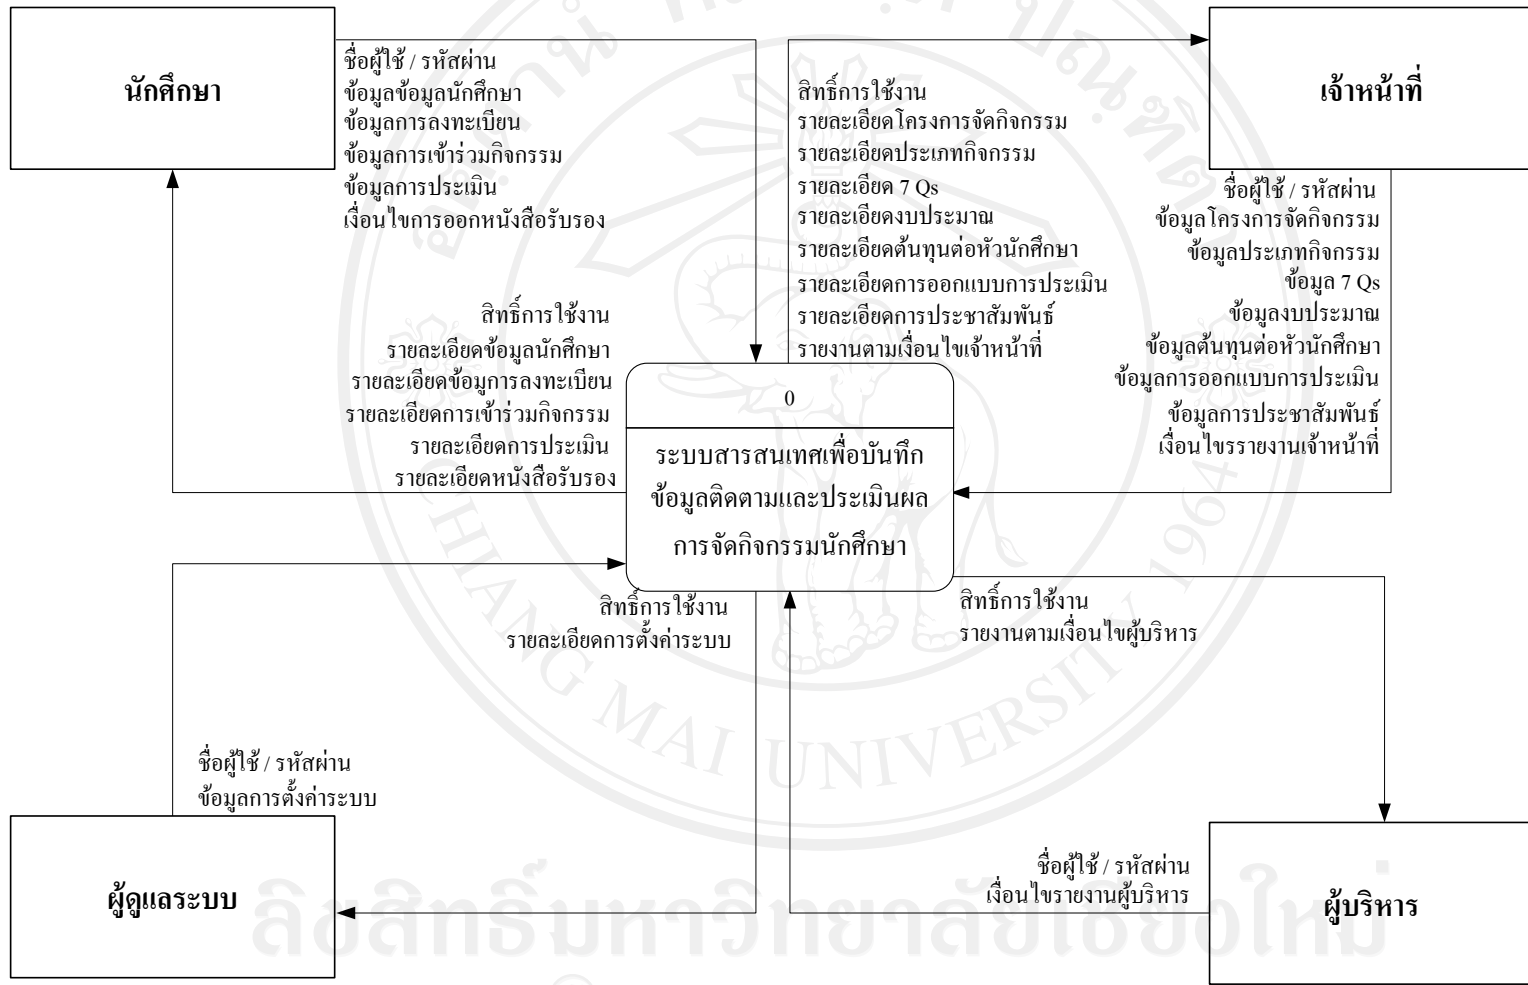 นักศึกษา
ชื่อผู้ใช้ / รหัสผ่าน
ข้อมูลข้อมูลนักศึกษา
ข้อมูลการลงทะเบียน
ข้อมูลการเข้าร่วมกิจกรรม
ข้อมูลการประเมิน
เงื่อนไขการออกหนังสือรับรอง
สิทธิ์การใช้งาน
รายละเอียดโครงการจัดกิจกรรม
รายละเอียดประเภทกิจกรรม
รายละเอียด 7 Qs
รายละเอียดงบประมาณ
รายละเอียดต้นทุนต่อหัวนักศึกษา
รายละเอียดการออกแบบการประเมิน
รายละเอียดการประชาสัมพันธ์
รายงานตามเงื่อนไขเจ้าหน้าที่
เจ้าหน้าที่
ชื่อผู้ใช้ / รหัสผ่าน
ข้อมูลโครงการจัดกิจกรรม
ข้อมูลประเภทกิจกรรม
ข้อมูล 7 Qs
ข้อมูลงบประมาณ
ข้อมูลต้นทุนต่อหัวนักศึกษา
ข้อมูลการออกแบบการประเมิน
ข้อมูลการประชาสัมพันธ์
เงื่อนไขรรายงานเจ้าหน้าที่
สิทธิ์การใช้งาน
รายละเอียดข้อมูลนักศึกษา
รายละเอียดข้อมูการลงทะเบียน
รายละเอียดการเข้าร่วมกิจกรรม
รายละเอียดการประเมิน
รายละเอียดหนังสือรับรอง
0
ระบบสารสนเทศเพื่อบันทึก
ข้อมูลติดตามและประเมินผล
การจัดกิจกรรมนักศึกษา
สิทธิ์การใช้งาน
รายละเอียดการตั้งค่าระบบ
สิทธิ์การใช้งาน
รายงานตามเงื่อนไขผู้บริหาร
ชื่อผู้ใช้ / รหัสผ่าน
ข้อมูลการตั้งค่าระบบ
ผู้ดูแลระบบ
ชื่อผู้ใช้ / รหัสผ่าน
เงื่อนไขรายงานผู้บริหาร
ผู้บริหาร
CHIANG MAI UNIVERSITY 1964
ลิขสิทธิ์มหาวิทยาลัยเชียงใหม่